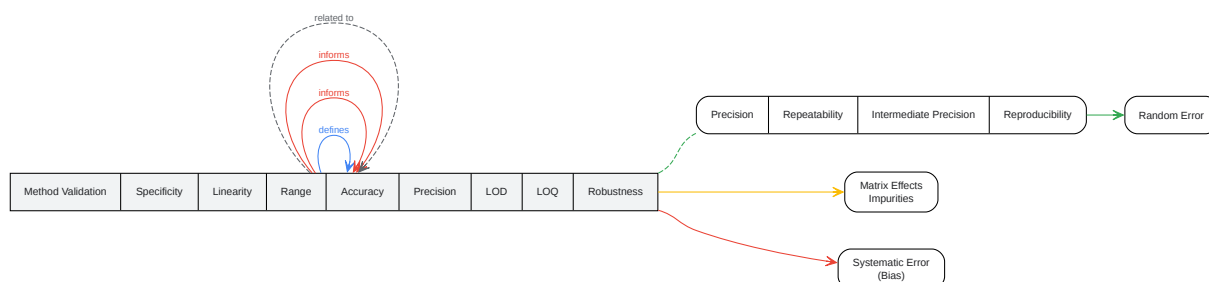 related to
informs
informs
defines
Method Validation
Specificity
Linearity
Range
Accuracy
Precision
LOD
LOQ
Robustness
Precision
Repeatability
Intermediate Precision
Reproducibility
Random Error
Matrix Effects
Impurities
Systematic Error
(Bias)